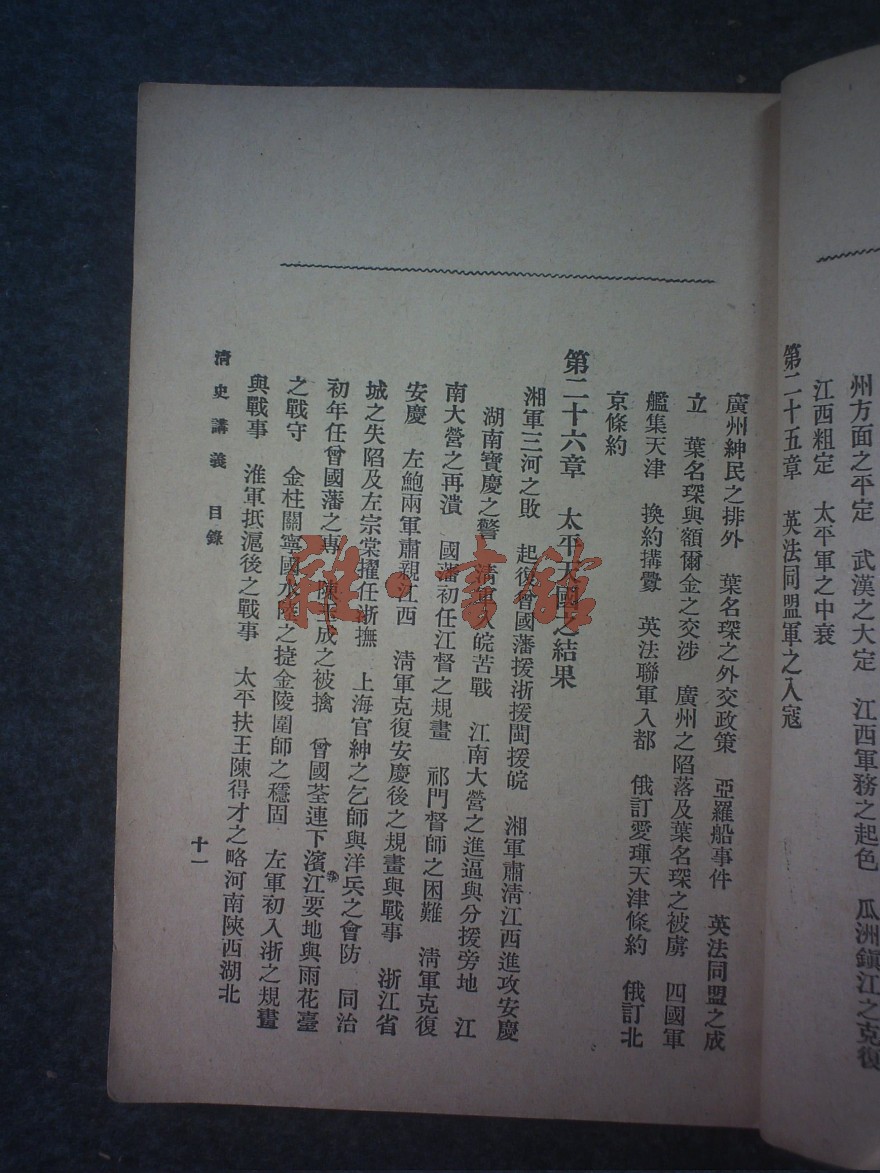 州方面之平定　武漢之大定　江西軍務之起色　瓜洲鎭江之克復
江西粗定　太平軍之中衰
第二十五章　英法同盟軍之入寇
廣州紳民之排外　葉名琛之外交政策　亞羅船事件　英法同盟之成
立　葉名琛與額爾金之交涉　廣州之陷落及葉名琛之被虜　四國軍
艦集天津　換約搆釁　英法聯軍入都　俄訂愛琿天津條約　俄訂北
京條約
第二十六章　太平天國之結果
湘軍三河之敗　起復曾國藩援浙援閩援皖　湘軍肅淸江西進攻安慶
湖南寶慶之警　淸軍入皖苦戰　江南大營之進逼與分援旁地　江
南大營之再潰　國藩初任江督之規畫　祁門督師之困難　淸軍克復
安慶　左鮑兩軍肅親江西　淸軍克復安慶後之規畫與戰事　浙江省
城之失陷及左宗棠擢任浙撫　上海官紳之乞師與洋兵之會防　同治
初年任曾國藩之專　陳玉成之被擒　曾國荃連下濱江要地與雨花臺
之戰守　金柱關寧國水陸之捷金陵圍師之穩固　左軍初入浙之規畫
與戰事　淮軍抵滬後之戰事　太平扶王陳得才之略河南陝西湖北
淸史講義　目錄
十一
雜·書館